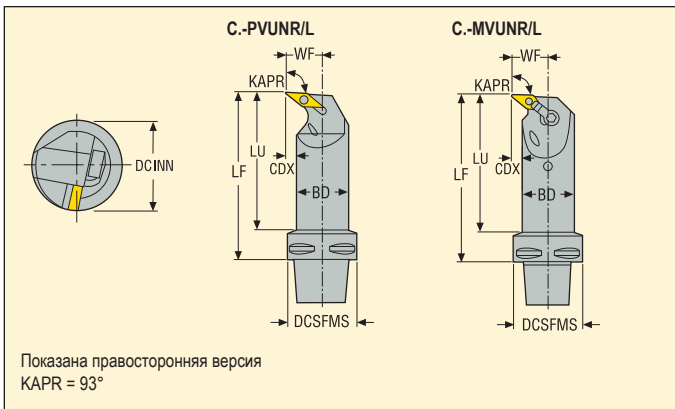 C.-PVUNR/L
C.-MVUNR/L
WF
WF
KAPR
KAPR
DCINN
LF
LU
CDX
BD
LF
LU
CDX
BD
DCSFMS
DCSFMS
Показана правосторонняя версия
KAPR = 93°